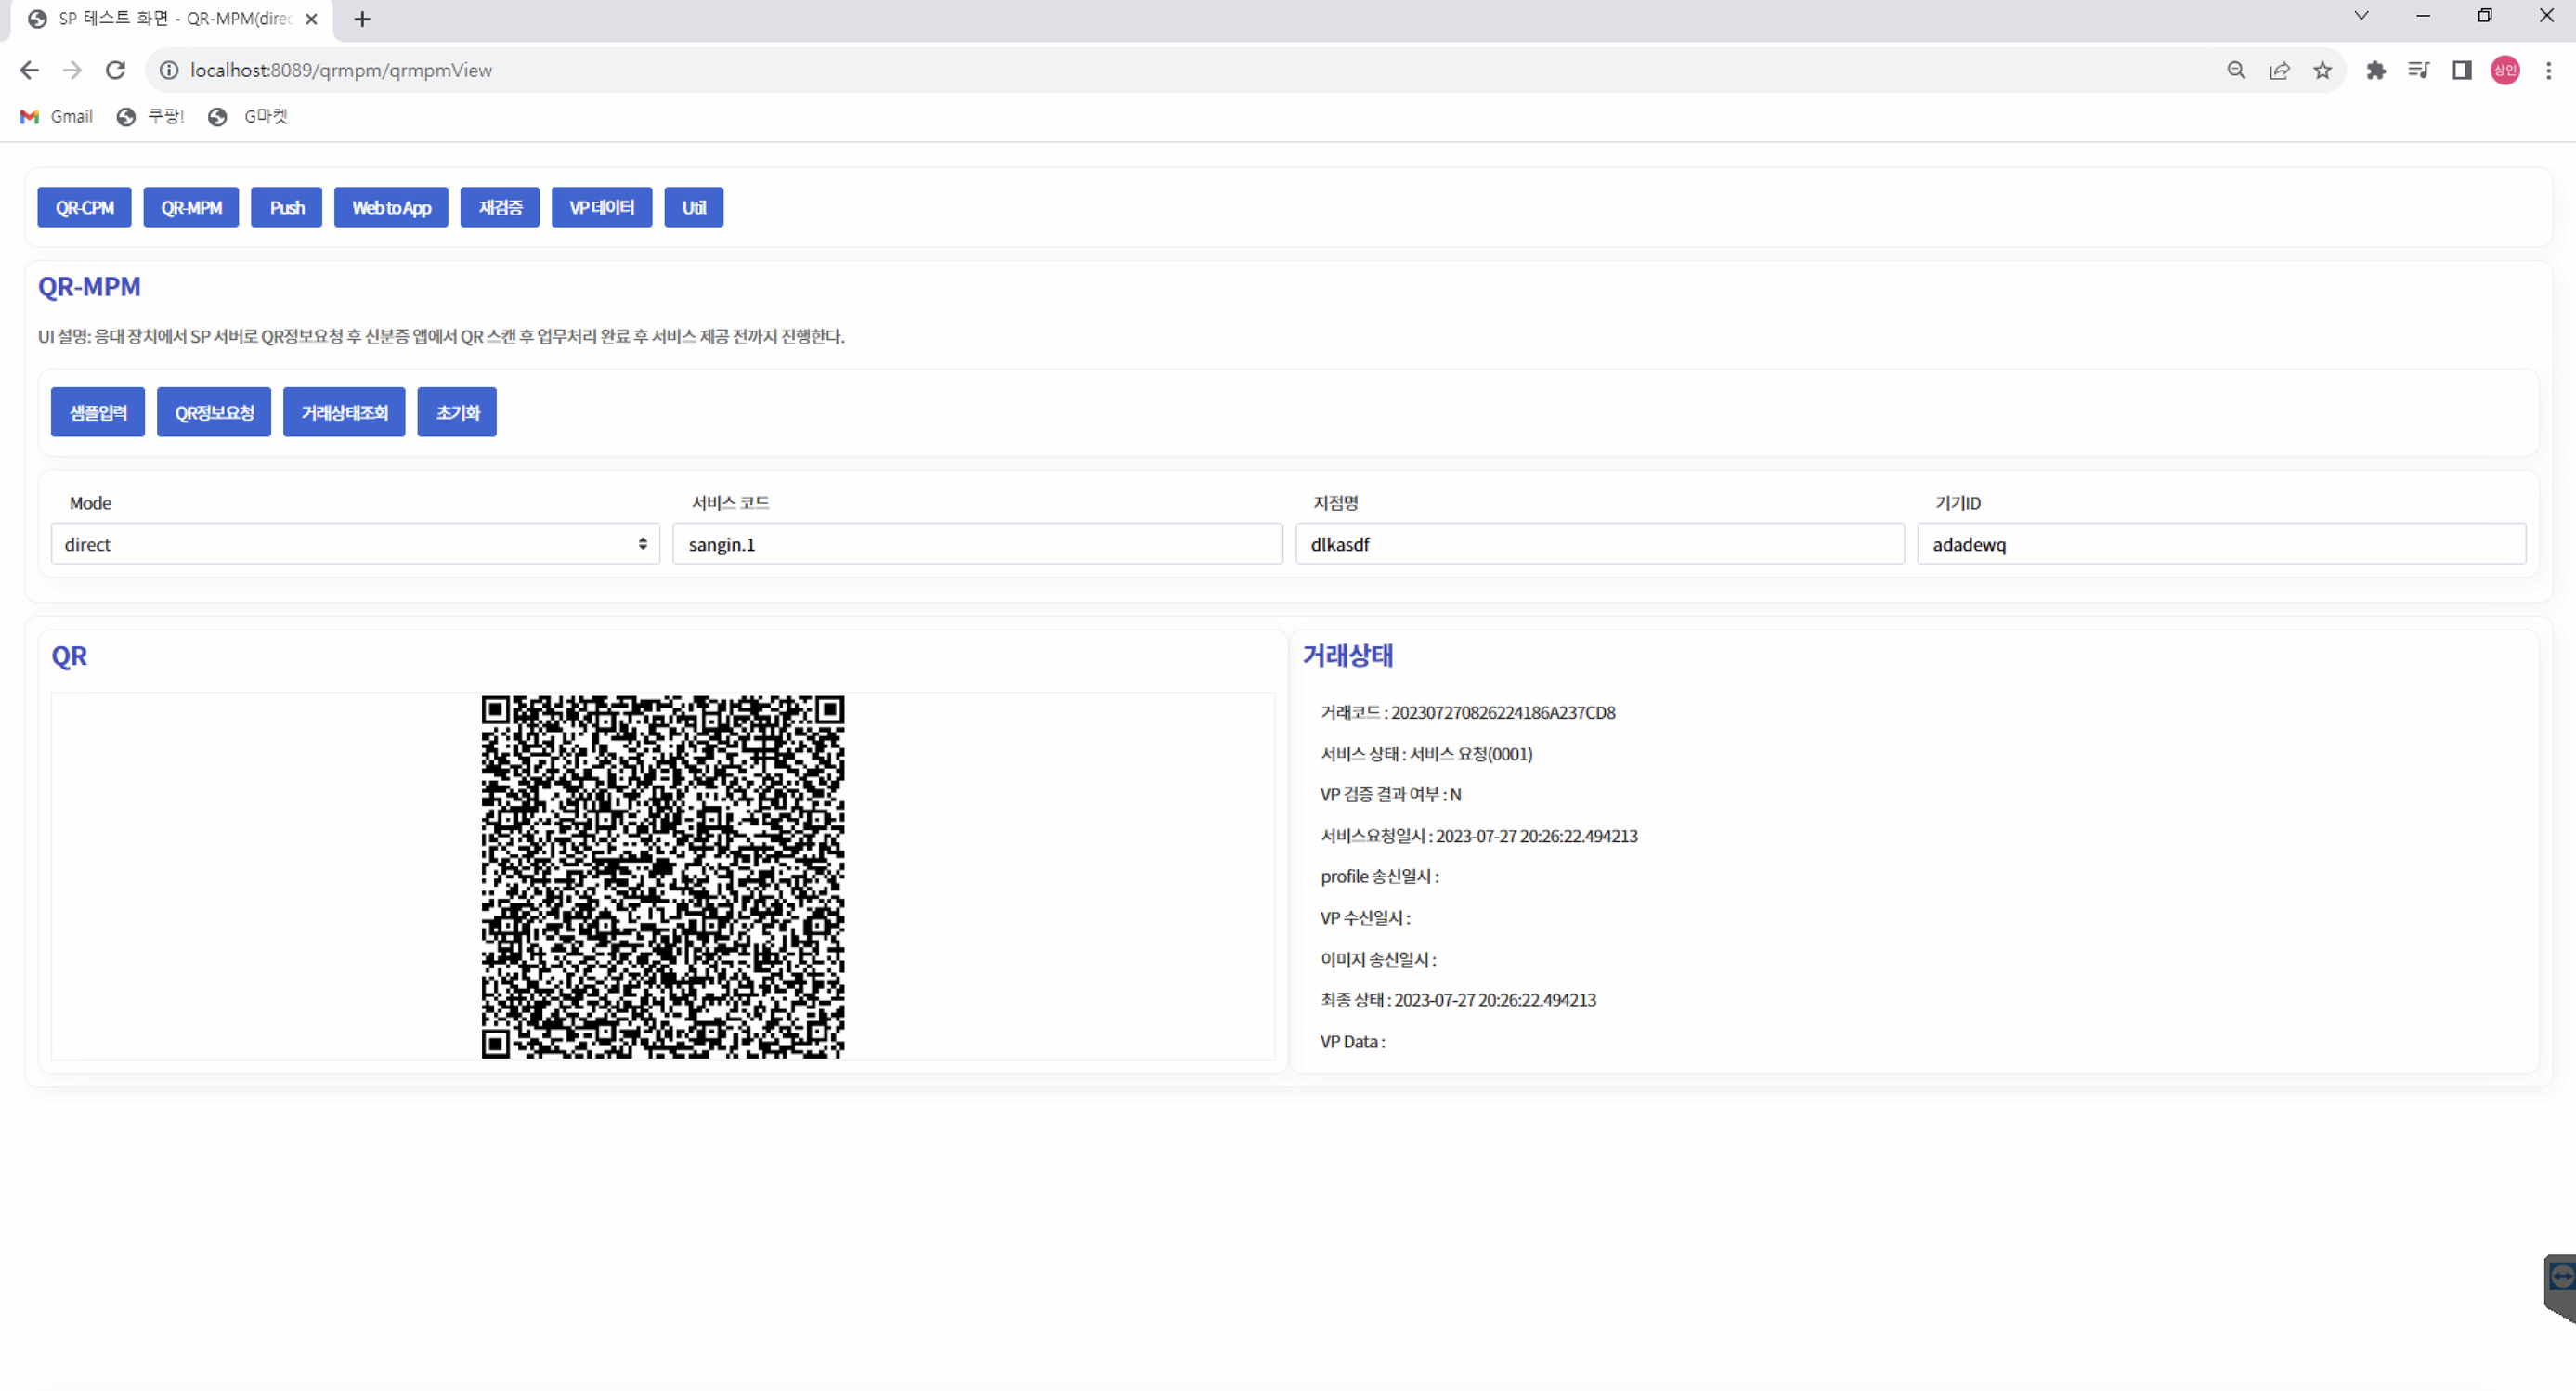 SP 테스트 화면 - QR-MPM(direc
localhost:8089/qrmpm/qrmpmView
상인
Gmail 쿠팡! G마켓
QR-CPM QR-MPM Push Web to App 재검증 VP 데이터 Util
QR-MPM
UI 설명: 응대 장치에서 SP 서버로 QR정보요청 후 신분증 앱에서 QR 스캔 후 업무처리 완료 후 서비스 제공 전까지 진행한다.
샘플입력 QR정보요청 거래상태조회 초기화
Mode 서비스 코드 지점명 기기ID
direct sangin.1 dlkasdf adadewq
QR
거래상태
거래코드 : 202307270826224186A237CD8
서비스 상태 : 서비스 요청(0001)
VP 검증 결과 여부 : N
서비스요청일시 : 2023-07-27 20:26:22.494213
profile 송신일시 :
VP 수신일시 :
이미지 송신일시 :
최종 상태 : 2023-07-27 20:26:22.494213
VP Data :